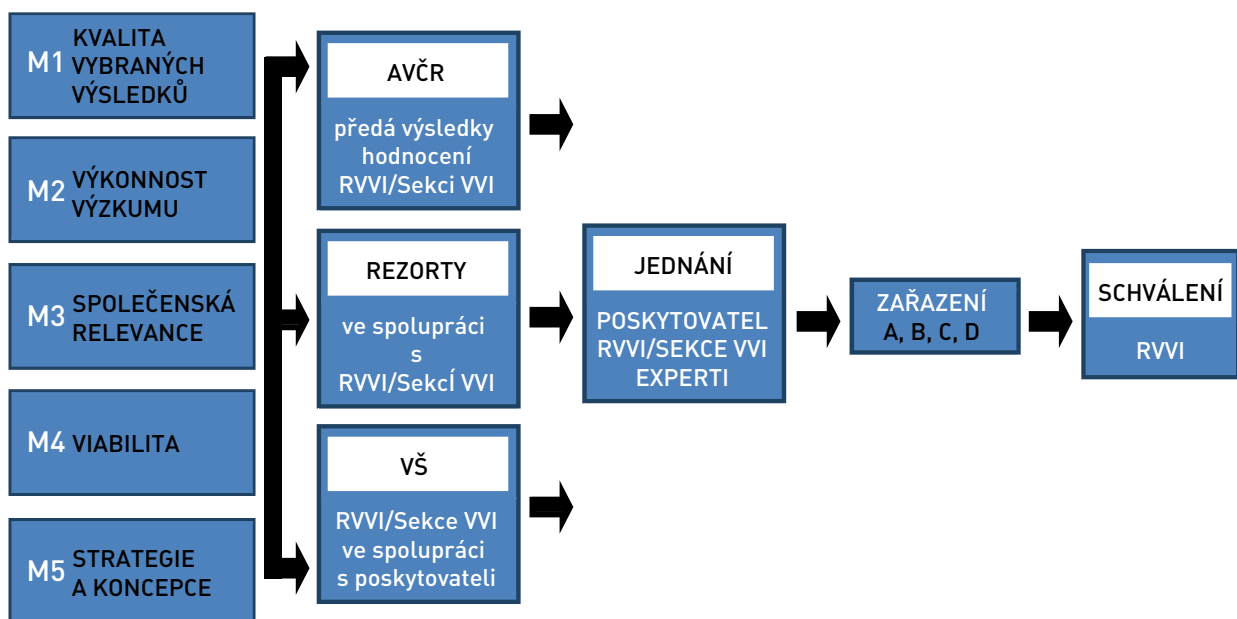 M1 KVALITA
VYBRANÝCH
VÝSLEDKŮ
M2 VÝKONNOST
VÝZKUMU
M3 SPOLEČENSKÁ
RELEVANCE
M4 VIABILITA
M5 STRATEGIE
A KONCEPCE
AVČR
předá výsledky
hodnocení
RVVI/Sekci VVI
REZORTY
ve spolupráci
s
RVVI/SekcÍ VVI
VŠ
RVVI/Sekce VVI
ve spolupráci
s poskytovateli
JEDNÁNÍ
POSKYTOVATEL
RVVI/SEKCE VVI
EXPERTI
ZAŘAZENÍ
A, B, C, D
SCHVÁLENÍ
RVVI